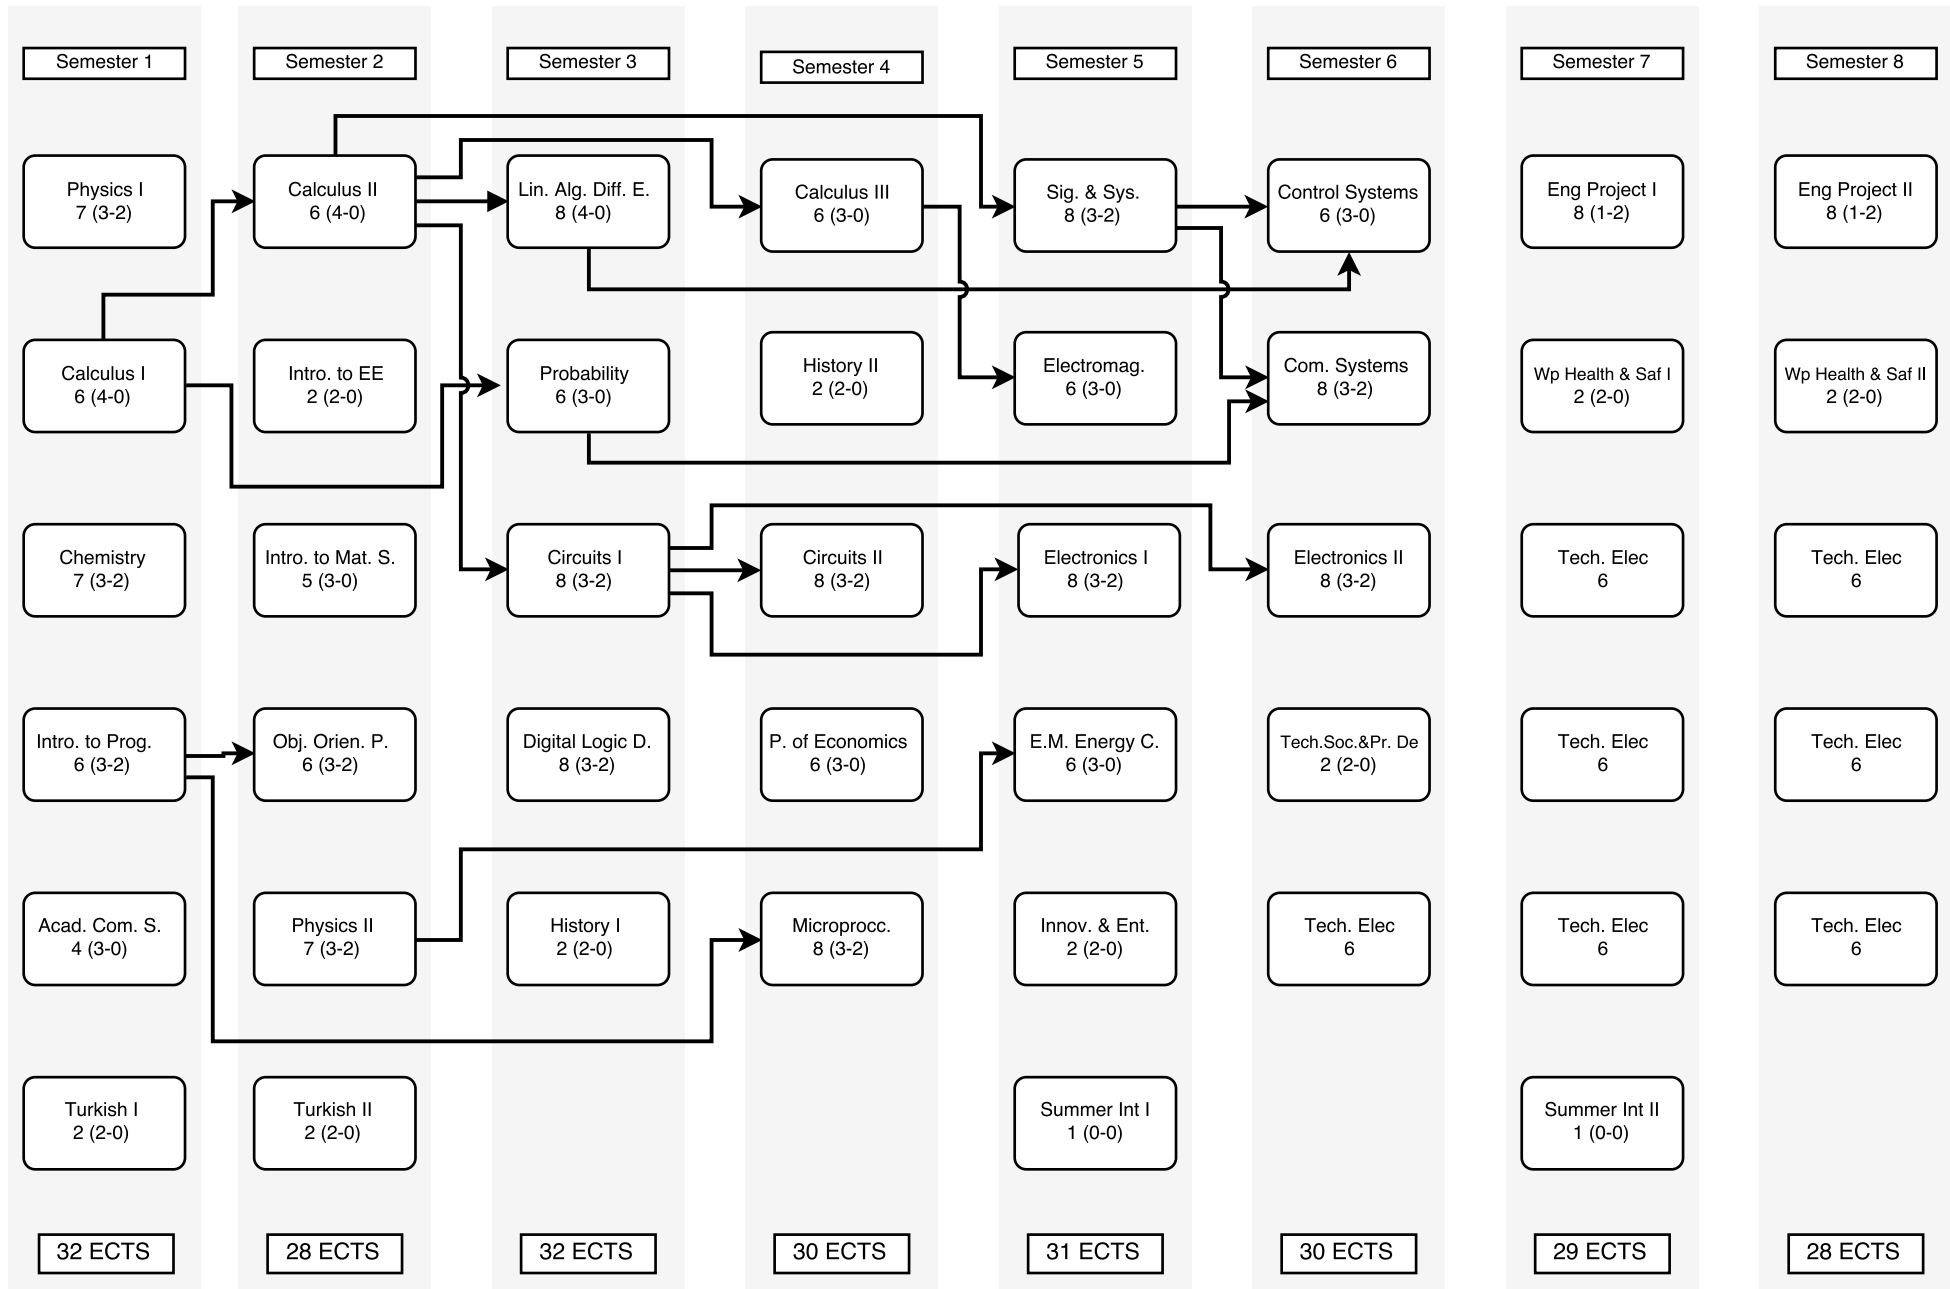 Semester 1
Semester 2
Semester 3
Semester 4
Semester 5
Semester 6
Semester 7
Semester 8
Physics I
7 (3-2)
Calculus II
6 (4-0)
Lin. Alg. Diff. E.
8 (4-0)
Calculus III
6 (3-0)
Sig. & Sys.
8 (3-2)
Control Systems
6 (3-0)
Eng Project I
8 (1-2)
Eng Project II
8 (1-2)
Calculus I
6 (4-0)
Intro. to EE
2 (2-0)
Probability
6 (3-0)
History II
2 (2-0)
Electromag.
6 (3-0)
Com. Systems
8 (3-2)
Wp Health & Saf I
2 (2-0)
Wp Health & Saf II
2 (2-0)
Chemistry
7 (3-2)
Intro. to Mat. S.
5 (3-0)
Circuits I
8 (3-2)
Circuits II
8 (3-2)
Electronics I
8 (3-2)
Electronics II
8 (3-2)
Tech. Elec
6
Tech. Elec
6
Intro. to Prog.
6 (3-2)
Obj. Orien. P.
6 (3-2)
Digital Logic D.
8 (3-2)
P. of Economics
6 (3-0)
E.M. Energy C.
6 (3-0)
Tech.Soc.&Pr. De
2 (2-0)
Tech. Elec
6
Tech. Elec
6
Acad. Com. S.
4 (3-0)
Physics II
7 (3-2)
History I
2 (2-0)
Microprocc.
8 (3-2)
Innov. & Ent.
2 (2-0)
Tech. Elec
6
Tech. Elec
6
Tech. Elec
6
Turkish I
2 (2-0)
Turkish II
2 (2-0)
Summer Int I
1 (0-0)
Summer Int II
1 (0-0)
32 ECTS
28 ECTS
32 ECTS
30 ECTS
31 ECTS
30 ECTS
29 ECTS
28 ECTS